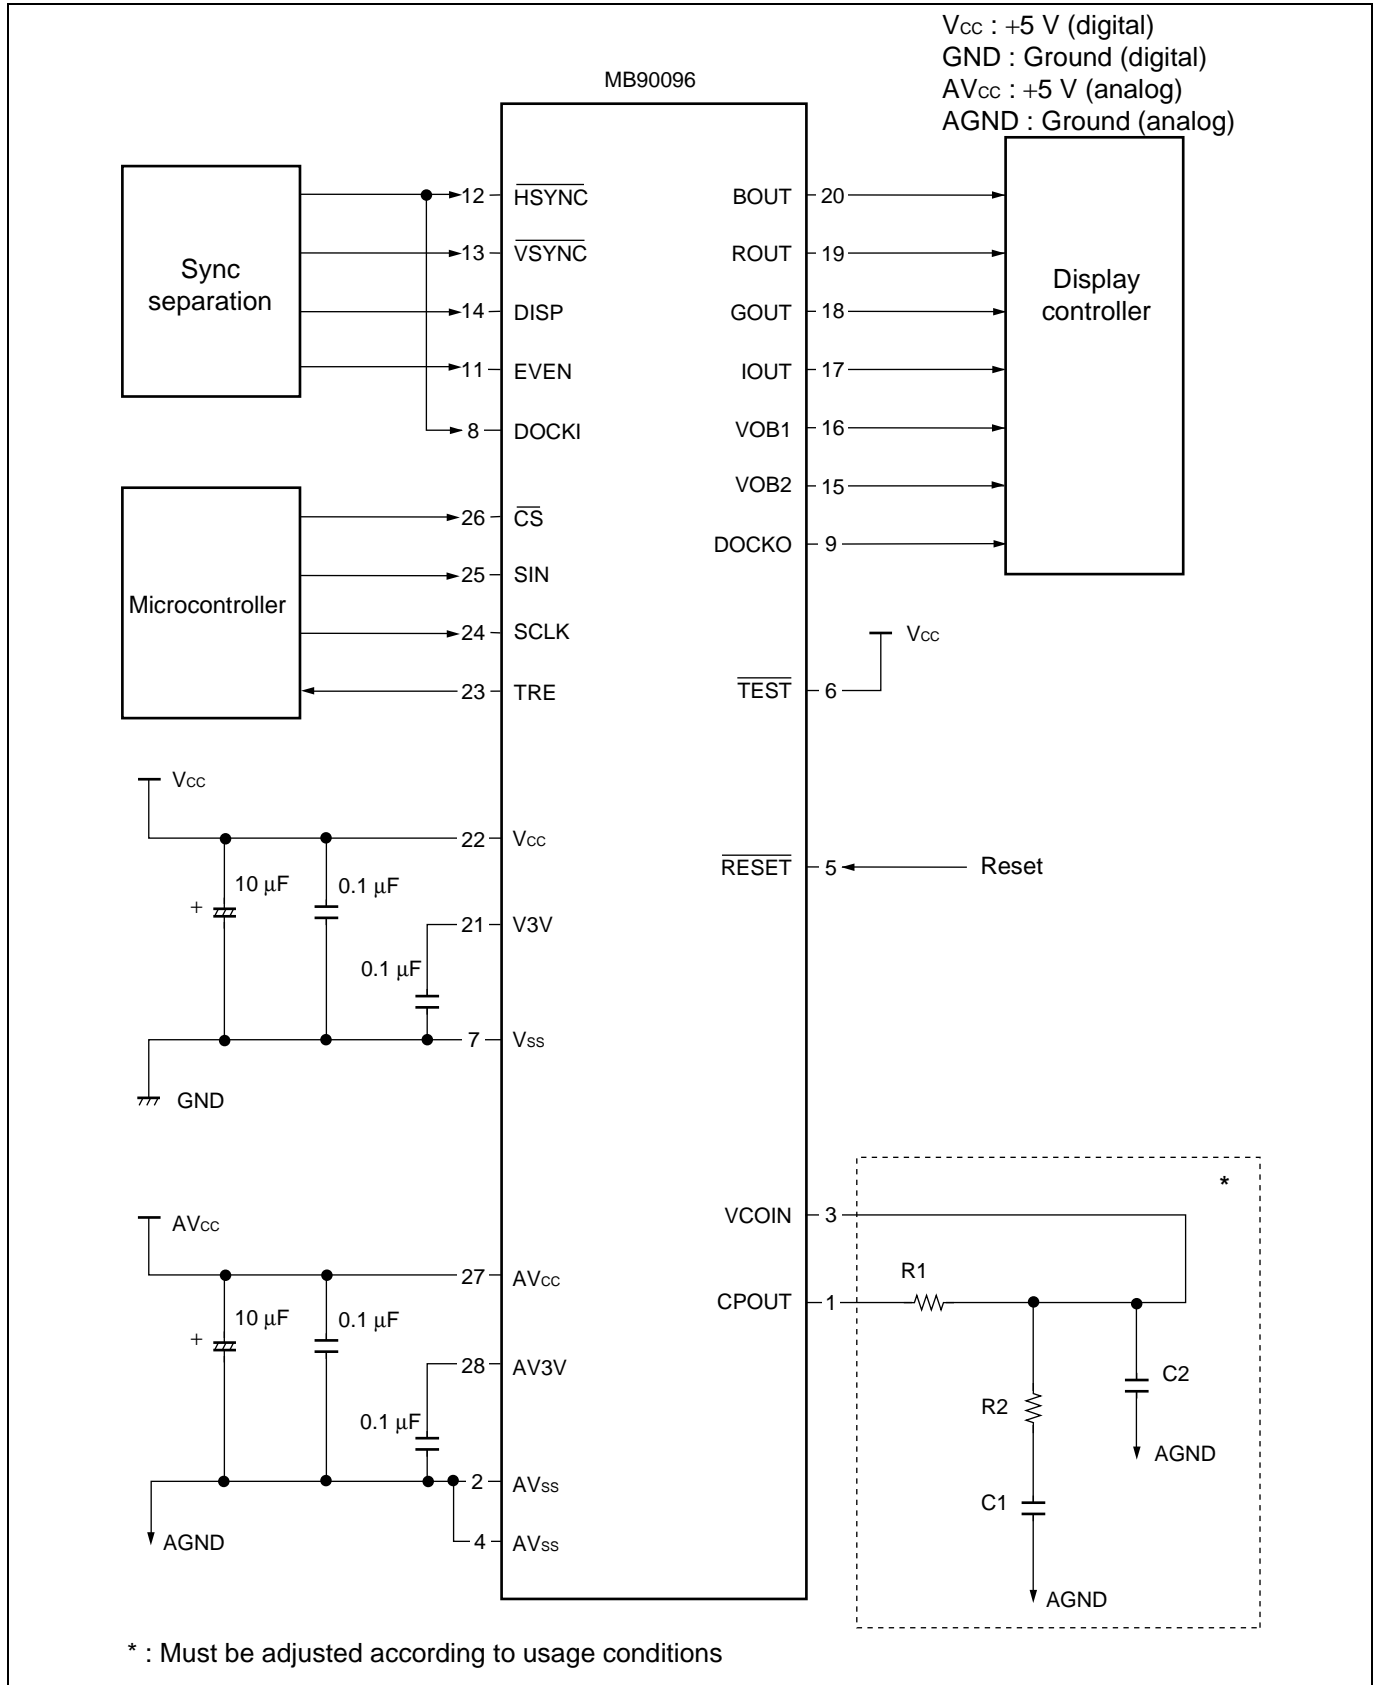 Vcc : +5 V (digital)
GND : Ground (digital)
AVcc : +5 V (analog)
AGND : Ground (analog)
MB90096
Sync
separation
12 HSYNC
13 VSYNC
14 DISP
11 EVEN
8 DOCKI
BOUT 20
ROUT 19
GOUT 18
IOUT 17
VOB1 16
VOB2 15
DOCKO 9
Display
controller
Microcontroller
26 CS
25 SIN
24 SCLK
23 TRE
TEST 6
Vcc
Vcc
22 Vcc
10 µF
+
0.1 µF
21 V3V
0.1 µF
7 Vss
GND
RESET 5
Reset
AVcc
27 AVcc
10 µF
+
0.1 µF
28 AV3V
0.1 µF
2 AVss
4 AVss
AGND
*
VCOIN 3
CPOUT 1
R1
R2
C2
AGND
C1
AGND
* : Must be adjusted according to usage conditions